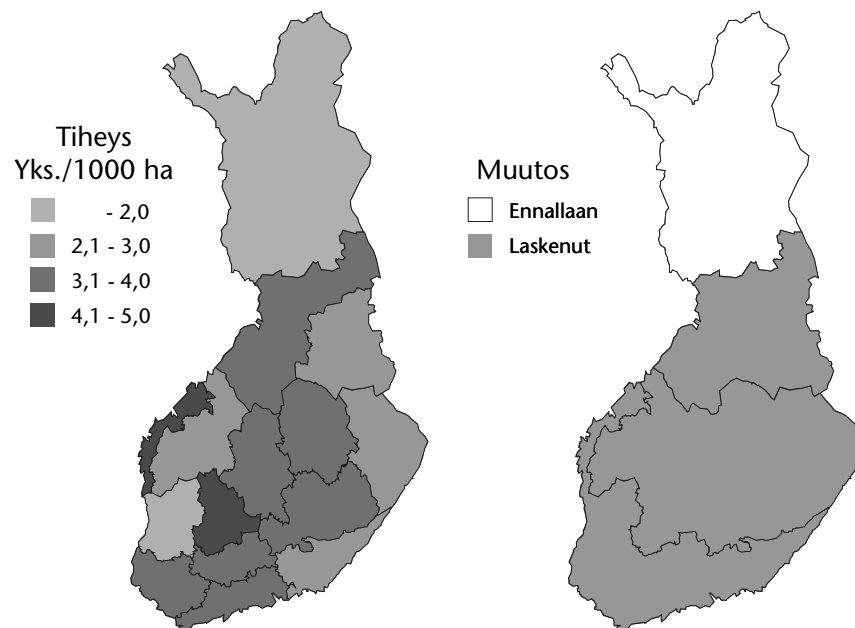 Tiheys
Yks./1000 ha
- 2,0
2,1 - 3,0
3,1 - 4,0
4,1 - 5,0
Muutos
Ennallaan
Laskenut